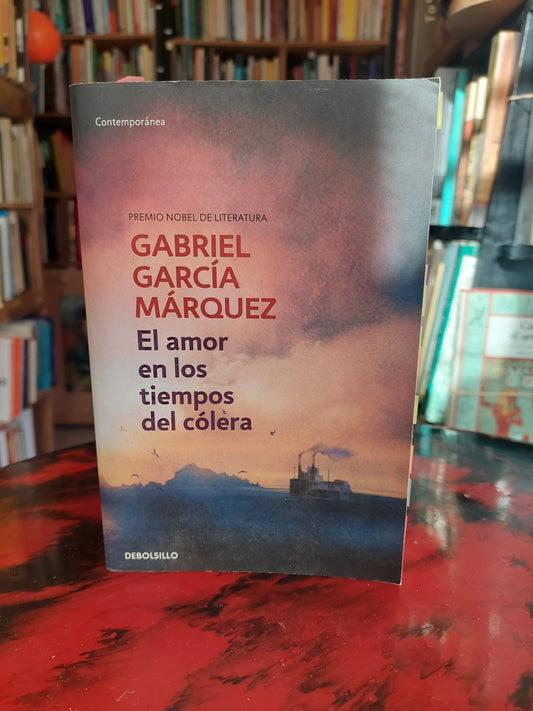 Contemporánea
PREMIO NOBEL DE LITERATURA
GABRIEL
GARCÍA
MÁRQUEZ
El amor
en los
tiempos
del cólera
DEBOLSILLO